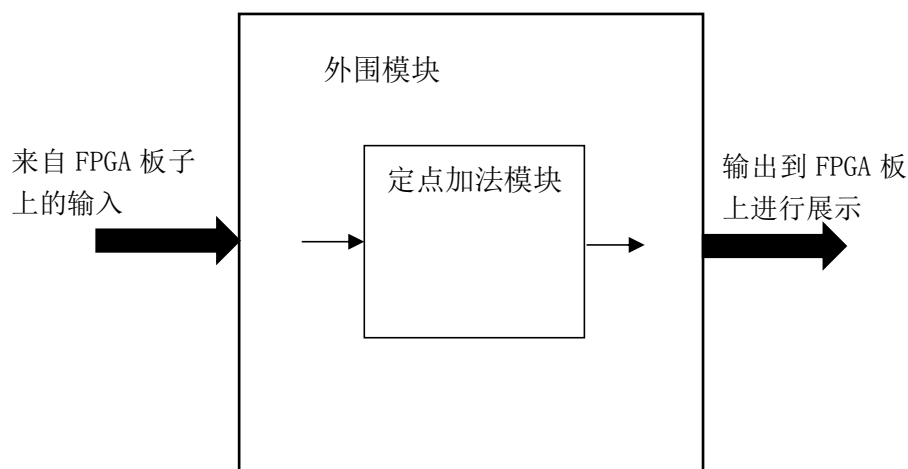 外围模块
来自 FPGA 板子
上的输入
定点加法模块
输出到 FPGA 板
上进行展示